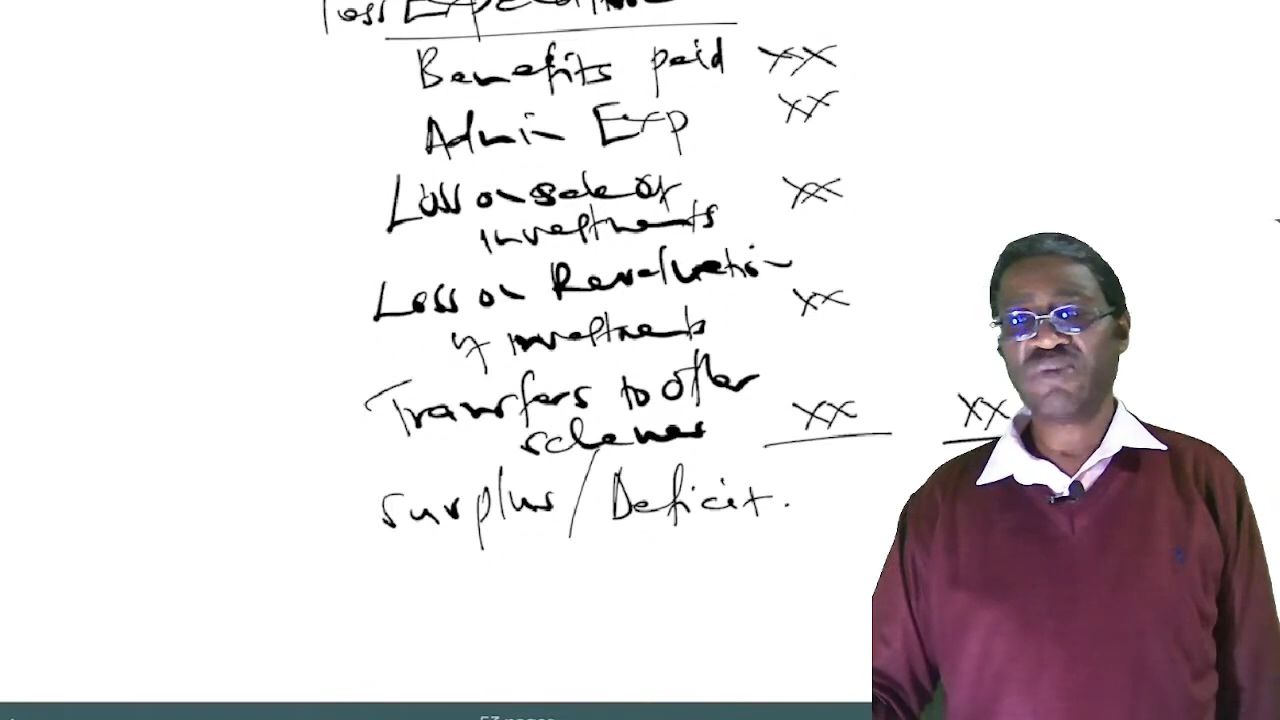 Less Expenditure
Benefits paid XX
Admin Exp XX
Loss on sale of XX
investments
Loss on Revaluation
of investments XX
Transfers to other
schemes XX XX
Surplus/Deficit.